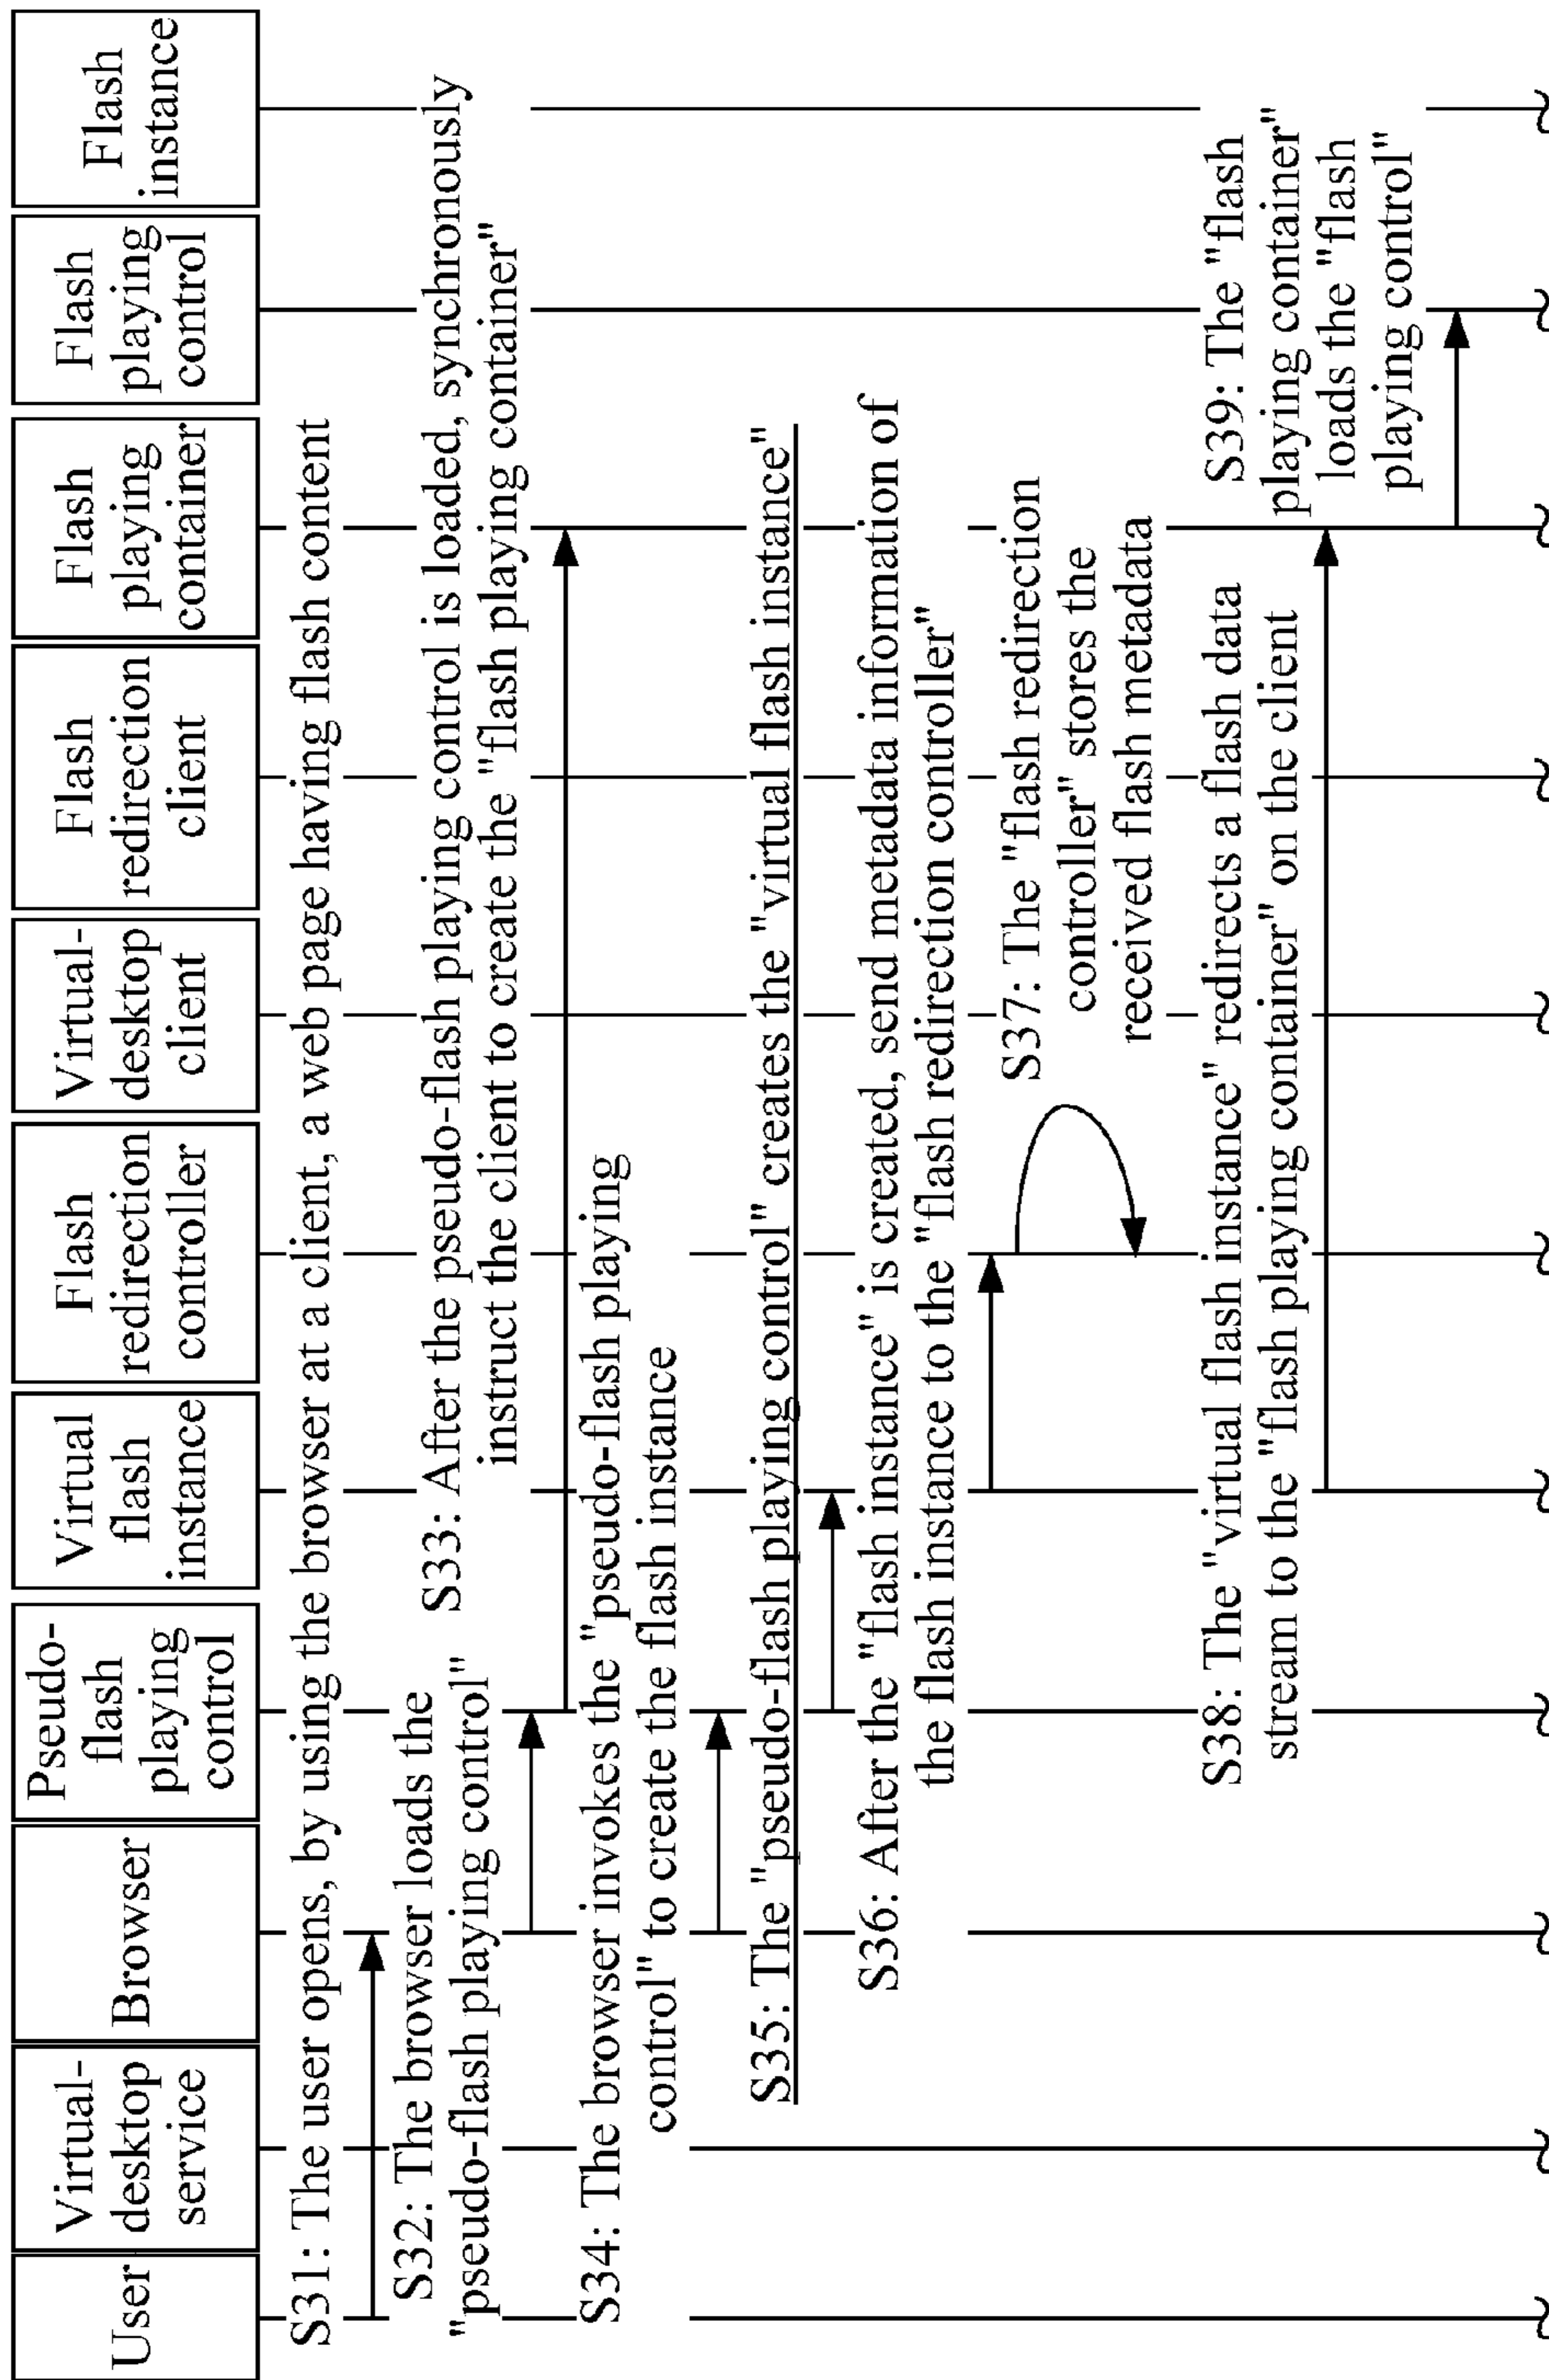 User
Virtual-
desktop
service
Browser
Pseudo-
flash
playing
control
Virtual
flash
instance
Flash
redirection
controller
Virtual-
desktop
client
Flash
redirection
client
Flash
playing
container
Flash
playing
control
Flash
instance
S31: The user opens, by using the browser at a client, a web page having flash content
S32: The browser loads the
"pseudo-flash playing control"
S33: After the pseudo-flash playing control is loaded, synchronously
instruct the client to create the "flash playing container"
S34: The browser invokes the "pseudo-flash playing
control" to create the flash instance
S35: The "pseudo-flash playing control" creates the "virtual flash instance"
S36: After the "flash instance" is created, send metadata information of
the flash instance to the "flash redirection controller"
S37: The "flash redirection
controller" stores the
received flash metadata
S38: The "virtual flash instance" redirects a flash data
stream to the "flash playing container" on the client
S39: The "flash
playing container"
loads the "flash
playing control"